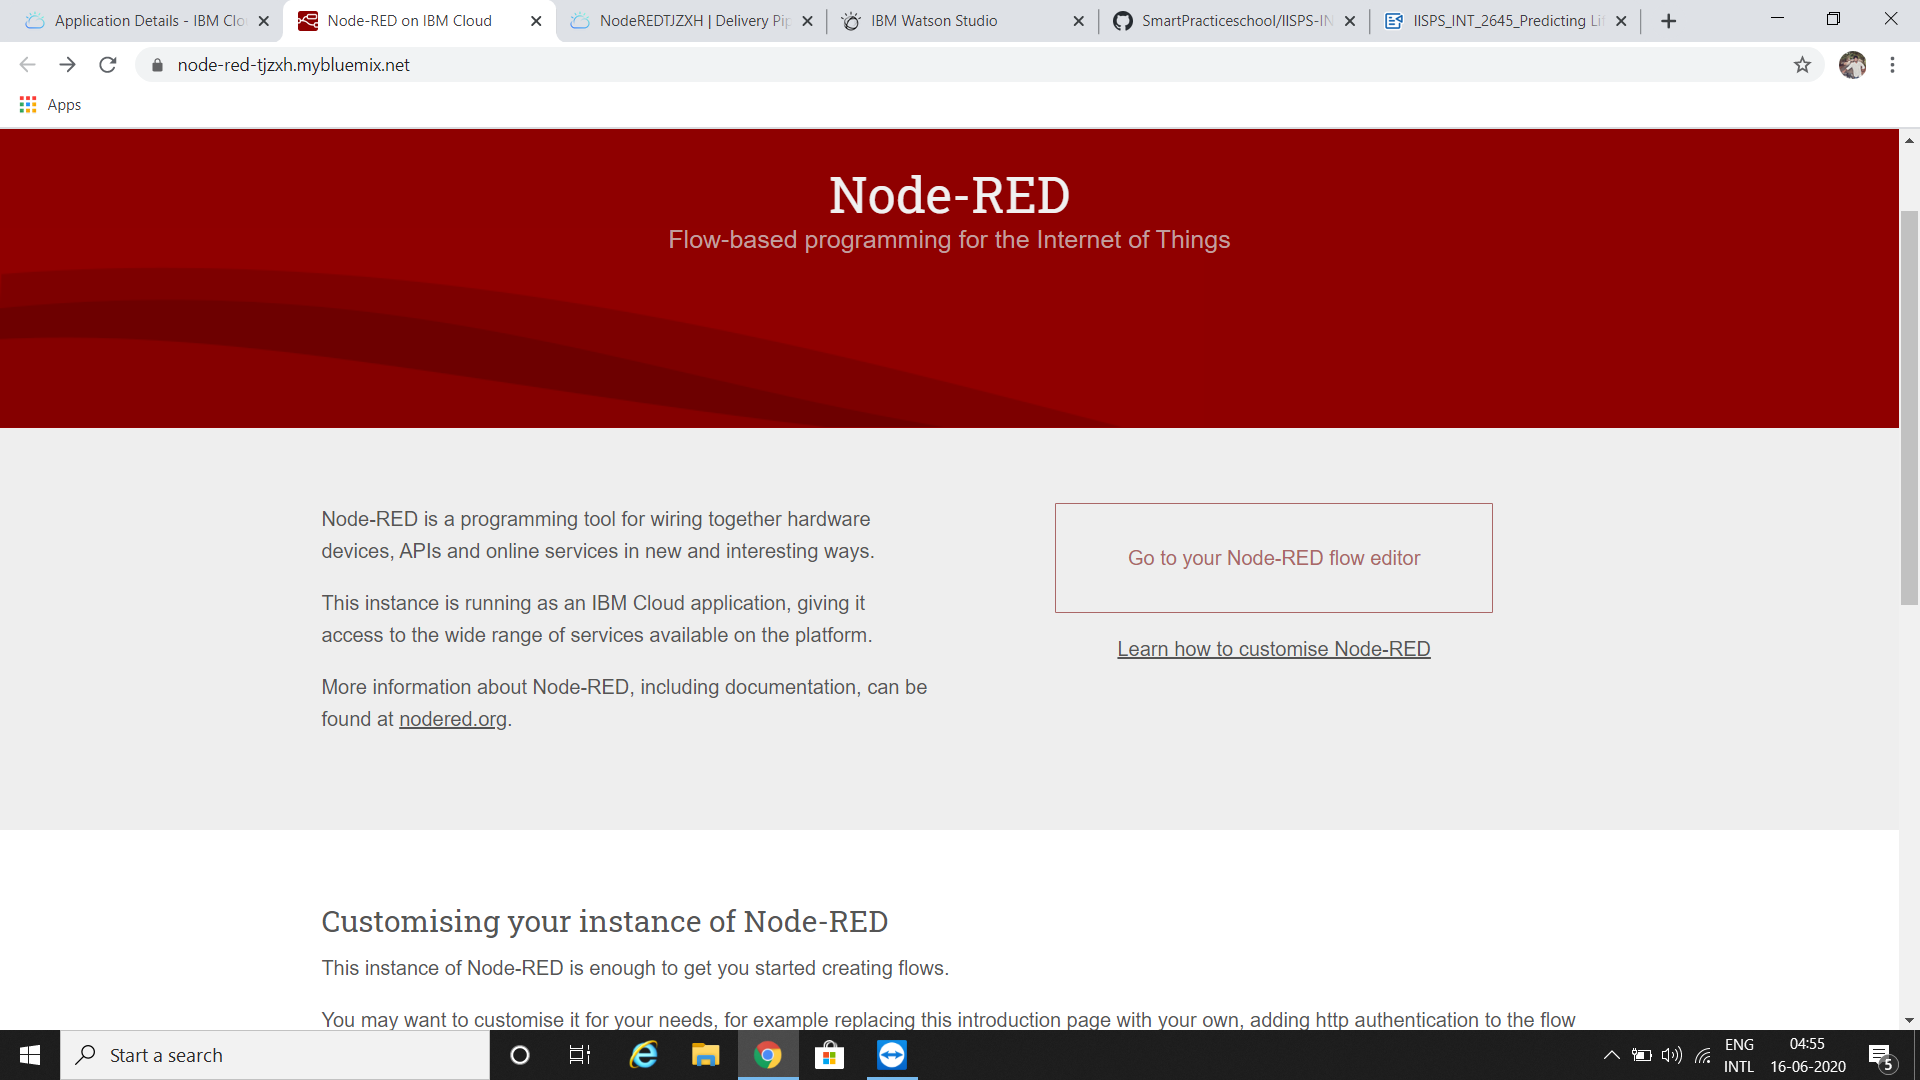 Application Details - IBM Clo
Node-RED on IBM Cloud
NodeREDTJZXH | Delivery Pip
IBM Watson Studio
SmartPracticeschool/IISPS-IN
IISPS_INT_2645_Predicting Lif
node-red-tjzxh.mybluemix.net
Apps
Node-RED
Flow-based programming for the Internet of Things
Node-RED is a programming tool for wiring together hardware
devices, APIs and online services in new and interesting ways.
This instance is running as an IBM Cloud application, giving it
access to the wide range of services available on the platform.
More information about Node-RED, including documentation, can be
found at nodered.org.
Go to your Node-RED flow editor
Learn how to customise Node-RED
Customising your instance of Node-RED
This instance of Node-RED is enough to get you started creating flows.
You may want to customise it for your needs, for example replacing this introduction page with your own, adding http authentication to the flow
Start a search
ENG
INTL
04:55
16-06-2020
5